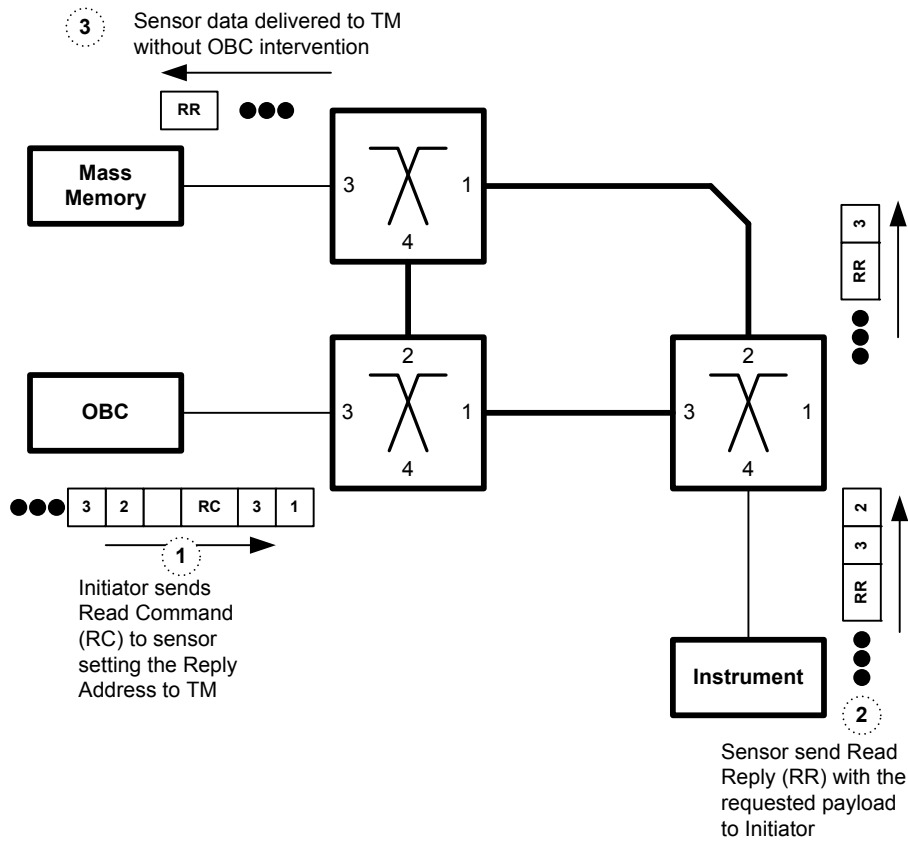 3
Sensor data delivered to TM
without OBC intervention
RR
Mass
Memory
3
1
4
3
RR
OBC
2
3
1
4
2
3
1
4
3 2 RC 3 1
1
Initiator sends
Read Command
(RC) to sensor
setting the Reply
Address to TM
2
3
RR
Instrument
2
Sensor send Read
Reply (RR) with the
requested payload
to Initiator